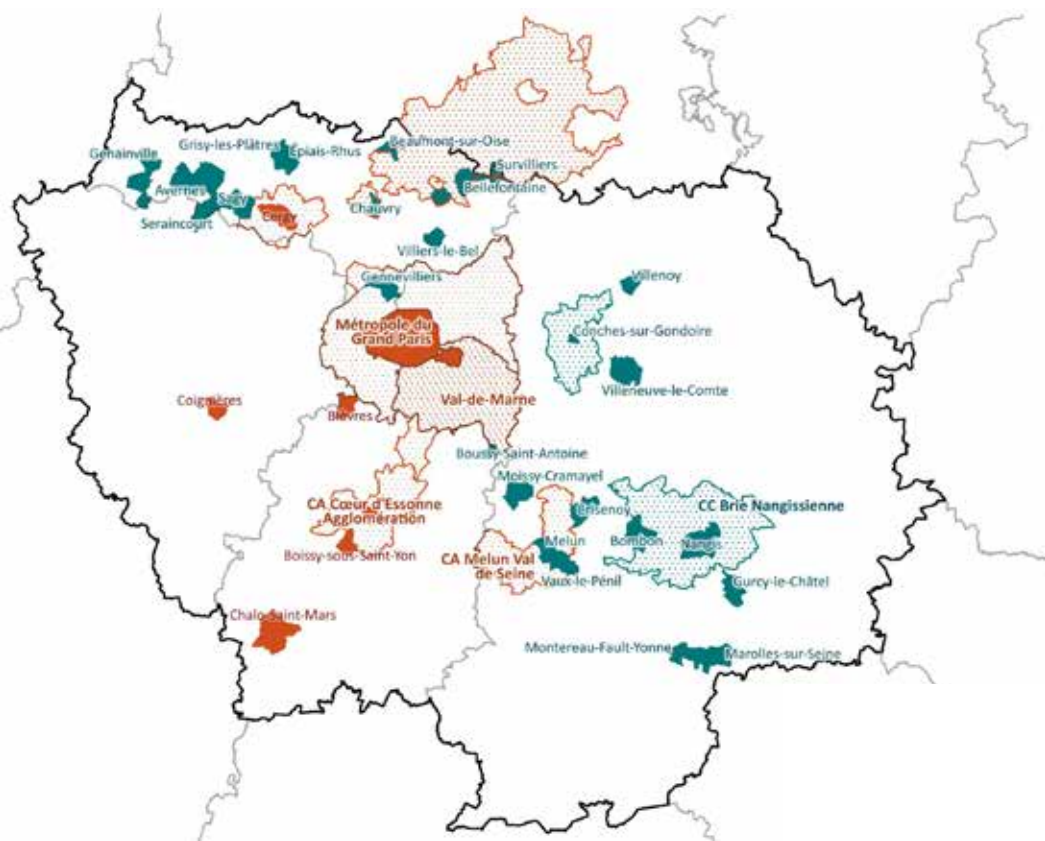 Grisy-les-Plâtres
Beaumont-sur-Oise
Genainville
Épiais-Rhus
Survilliers
Avernes
Bellefontaine
Sagy
Chauvry
Cergy
Seraincourt
Villiers-le-Bel
Gennevilliers
Villenoy
Métropole du
Grand Paris
Conches-sur-Gondoire
Villeneuve-le-Comte
Coignières
Val-de-Marne
Bièvres
Boussy-Saint-Antoine
Moissy-Cramayel
CA Cœur d'Essonne
Agglomération
CC Brie Nangissienne
Crisenoy
Melun
Bombon
Nangis
Boissy-sous-Saint-Yon
CA Melun Val
de Seine
Vaux-le-Pénil
Gurcy-le-Châtel
Chalo-Saint-Mars
Montereau-Fault-Yonne
Marolles-sur-Seine